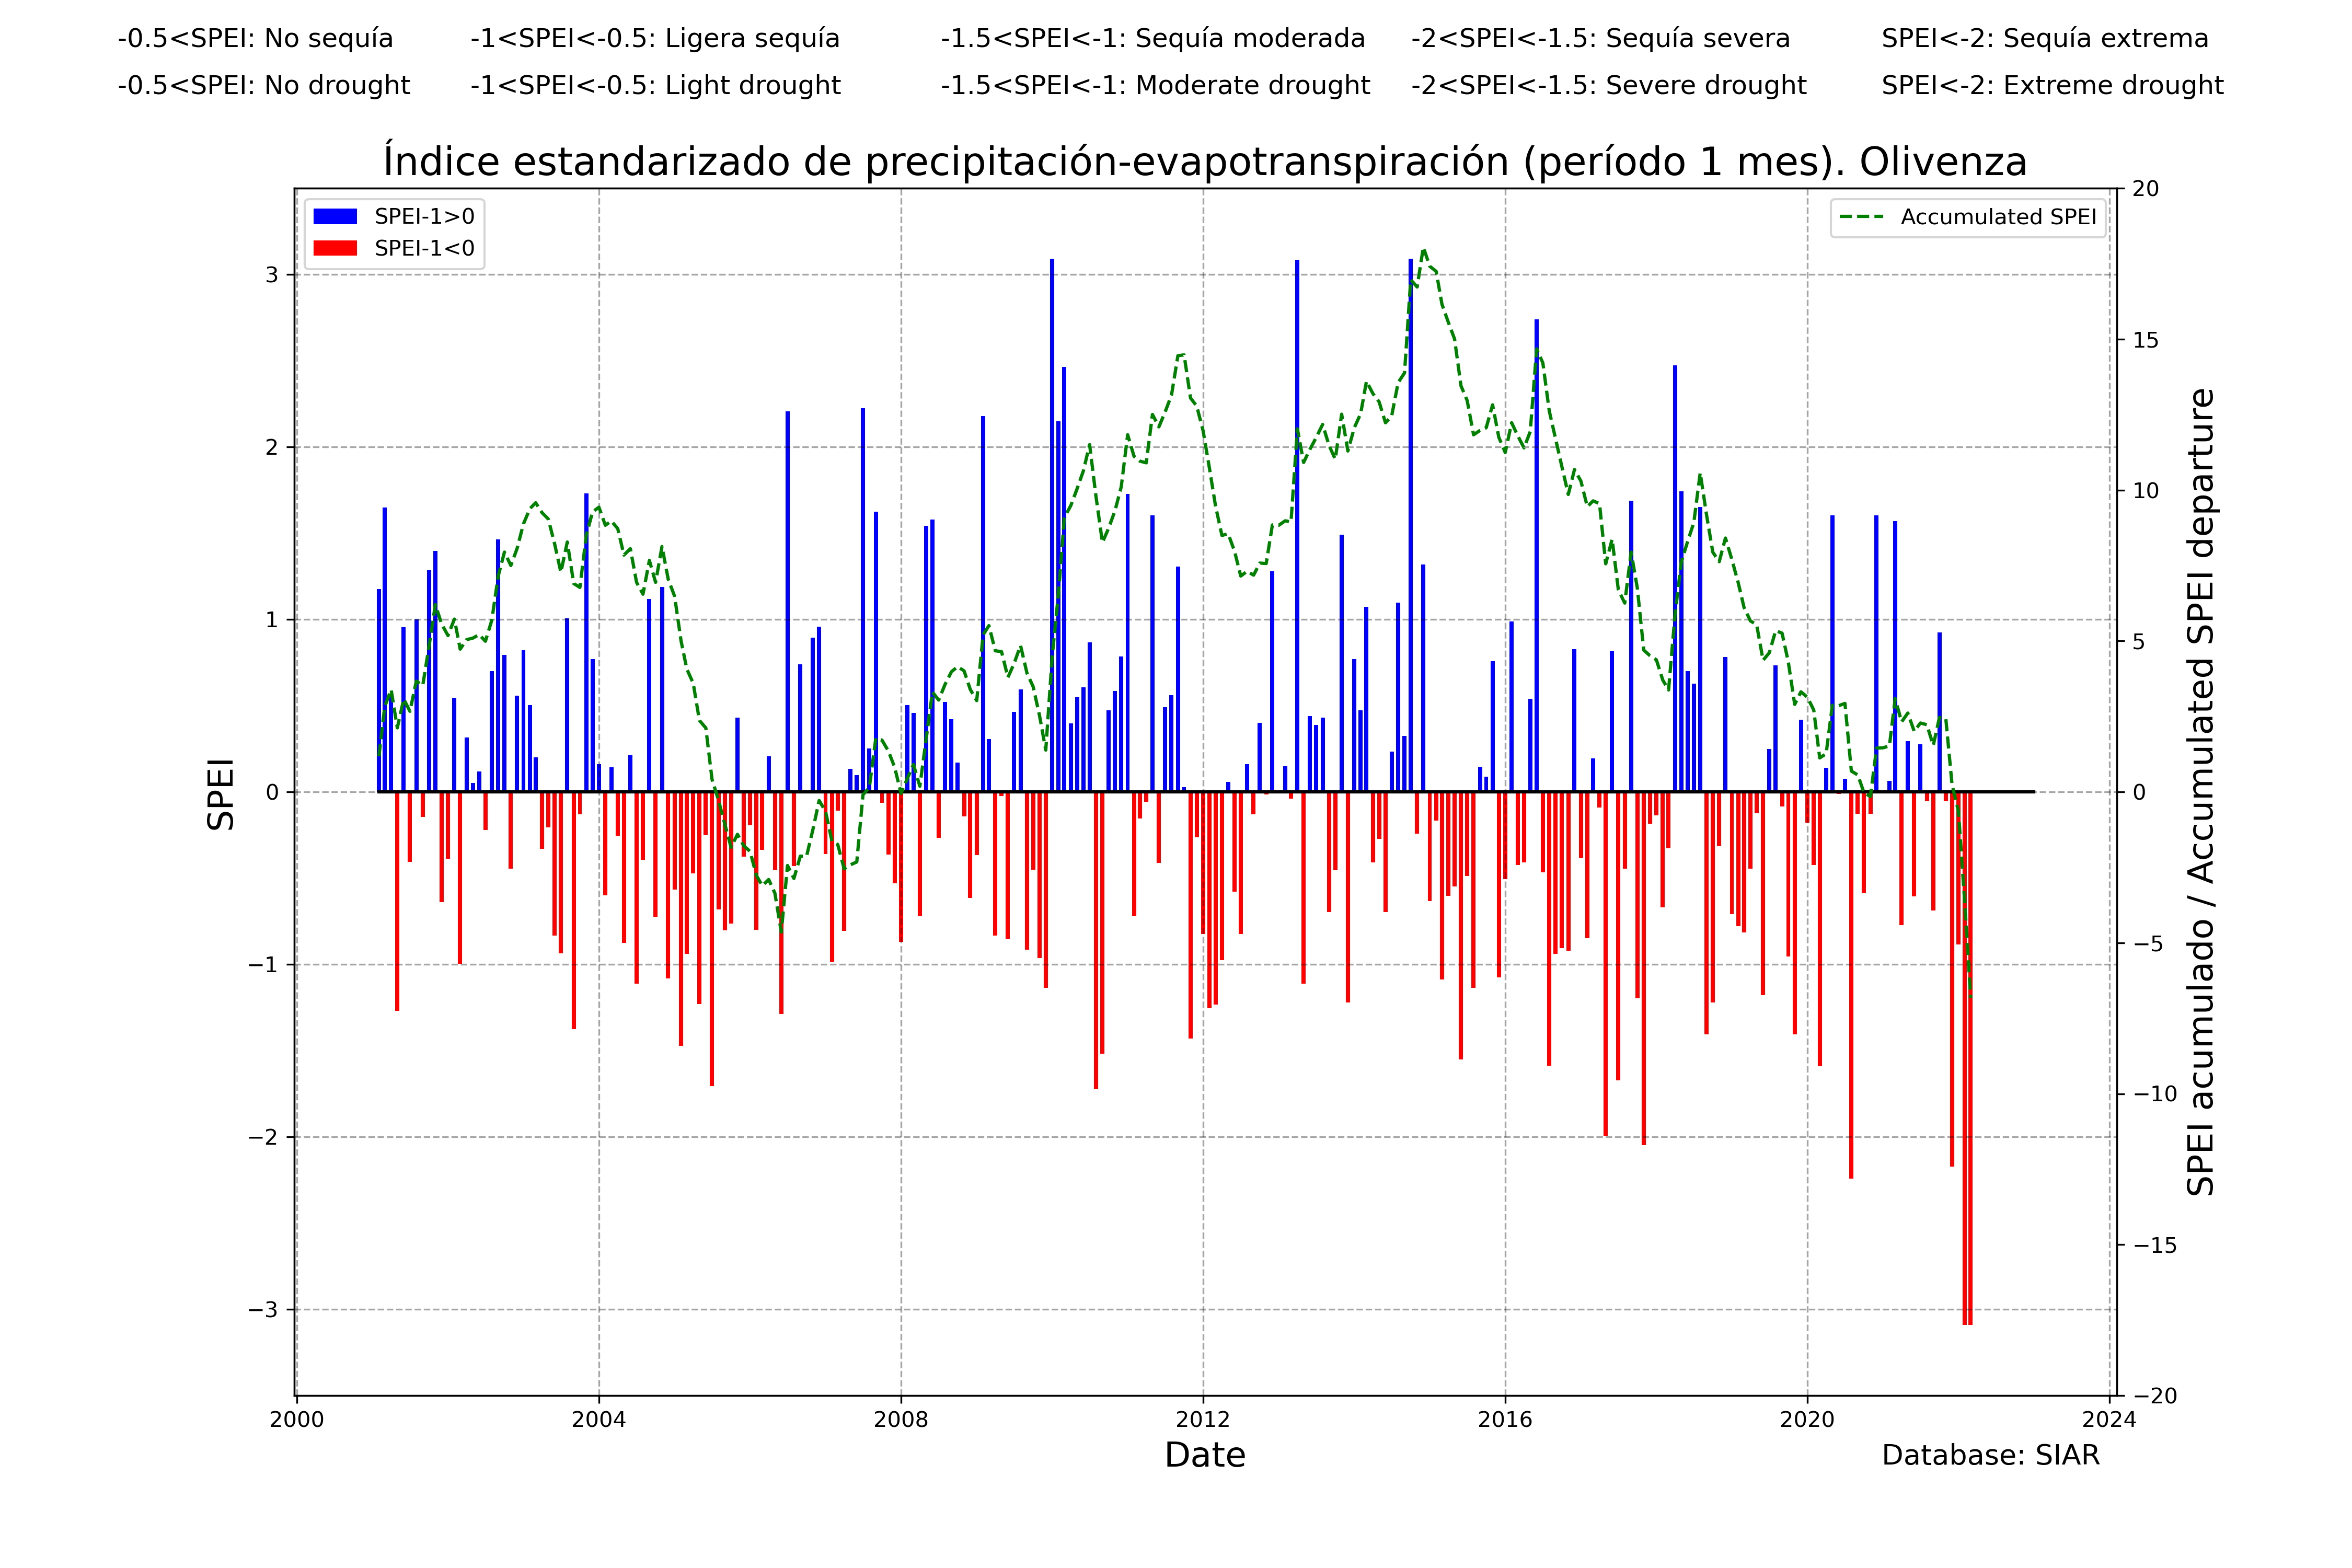 -0.5<SPEI: No sequía -1<SPEI<-0.5: Ligera sequía -1.5<SPEI<-1: Sequía moderada -2<SPEI<-1.5: Sequía severa SPEI<-2: Sequía extrema
-0.5<SPEI: No drought -1<SPEI<-0.5: Light drought -1.5<SPEI<-1: Moderate drought -2<SPEI<-1.5: Severe drought SPEI<-2: Extreme drought
Índice estandarizado de precipitación-evapotranspiración (período 1 mes). Olivenza
SPEI-1>0
SPEI-1<0
Accumulated SPEI
SPEI
3
2
1
0
−1
−2
−3
20
15
10
5
0
−5
−10
−15
−20
SPEI acumulado / Accumulated SPEI departure
2000 2004 2008 2012 2016 2020 2024
Date
Database: SIAR